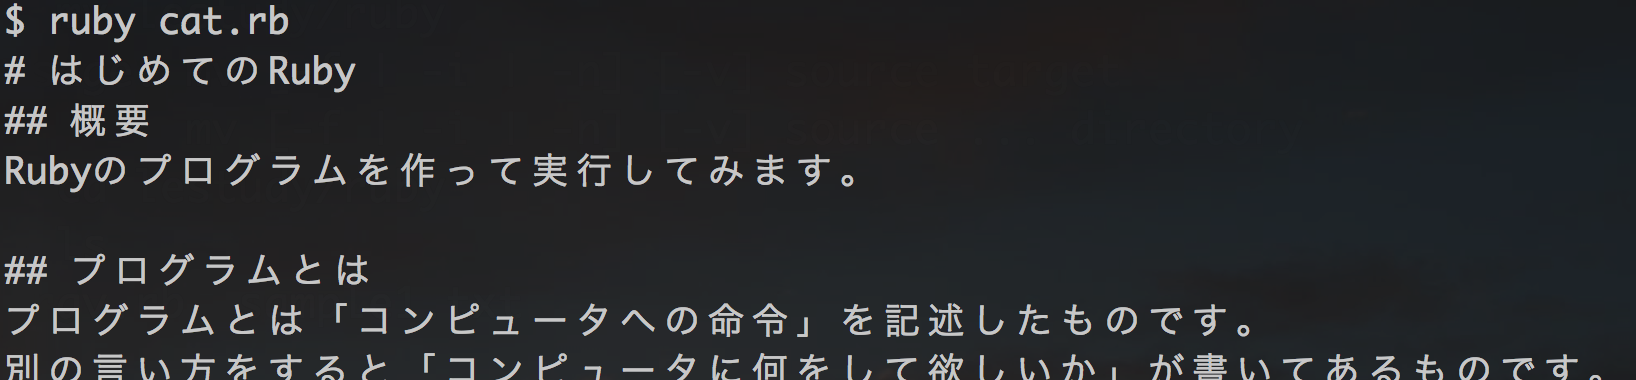 $ ruby cat.rb
# はじめてのRuby
## 概要
Rubyのプログラムを作って実行してみます。
## プログラムとは
プログラムとは「コンピュータへの命令」を記述したものです。
別の言い方をすると「コンピュータに何をして欲しいか」が書いてあるものです。